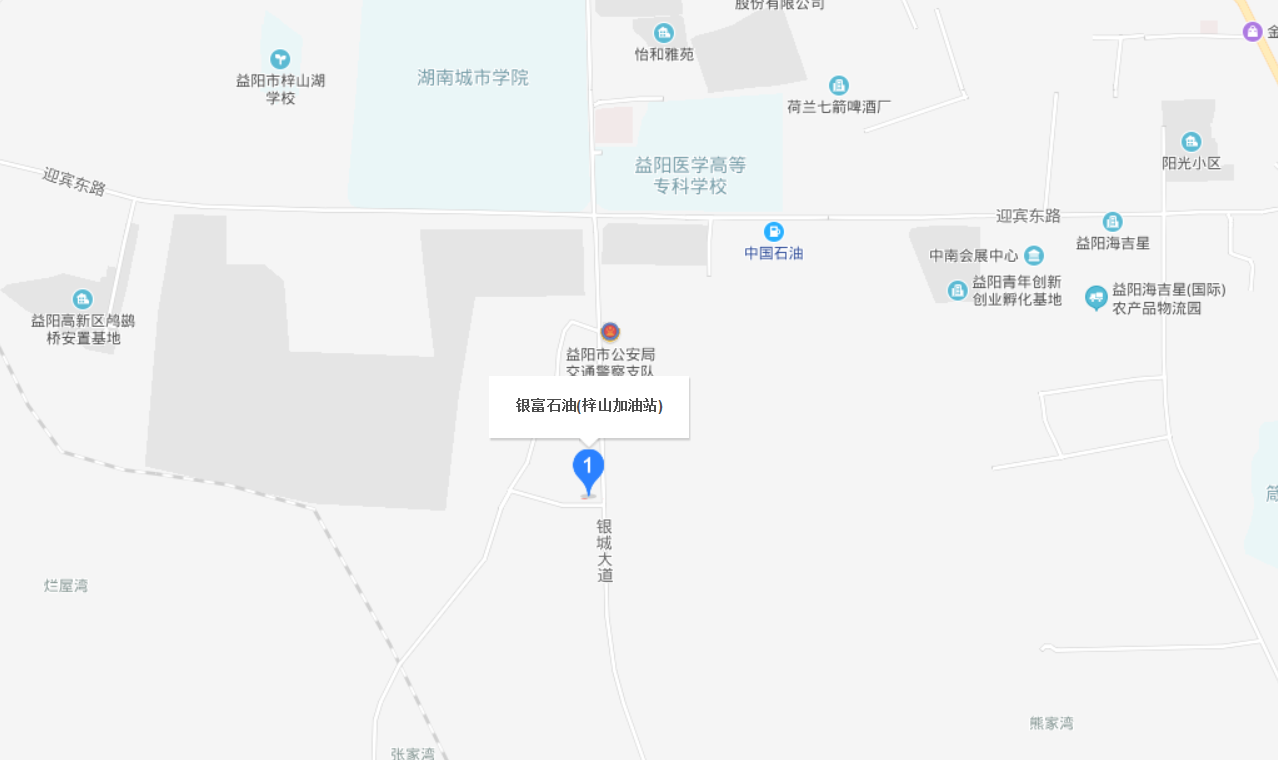 股份有限公司
金
怡和雅苑
益阳市梓山湖
学校
湖南城市学院
荷兰七箭啤酒厂
益阳医学高等
专科学校
阳光小区
迎宾东路
迎宾东路
中国石油
益阳海吉星
中南会展中心
益阳青年创新
创业孵化基地
益阳海吉星(国际)
农产品物流园
益阳高新区鸬鹚
桥安置基地
益阳市公安局
交通警察支队
银富石油(梓山加油站)
1
银城大道
烂屋湾
熊家湾
张家湾